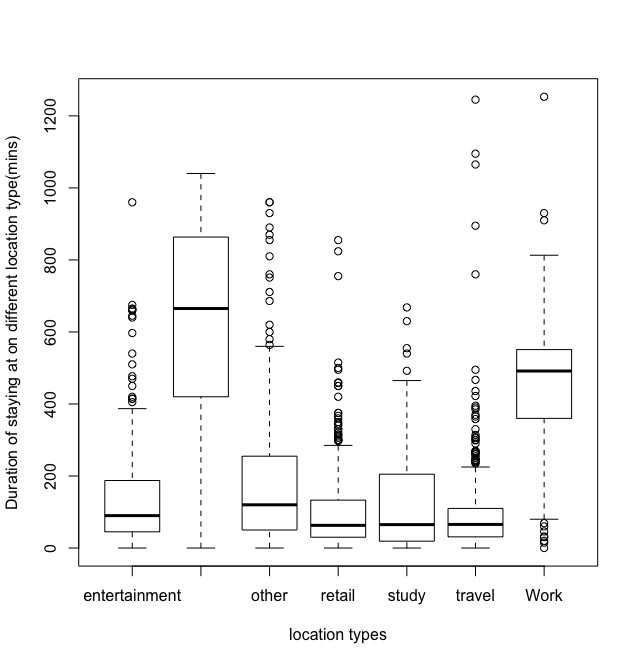 Duration of staying at on different location type(mins)
1200
1000
800
600
400
200
0
entertainment other retail study travel Work
location types